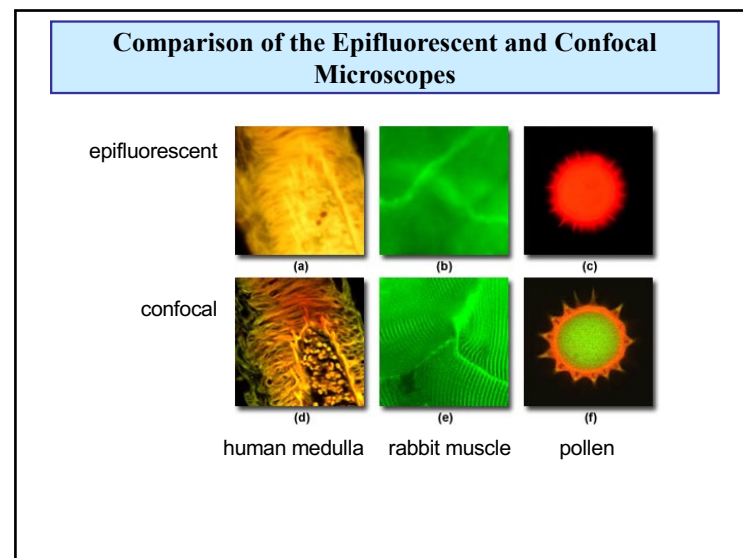 Comparison of the Epifluorescent and Confocal
Microscopes
epifluorescent
(a) (b) (c)
confocal
(d) (e) (f)
human medulla rabbit muscle pollen